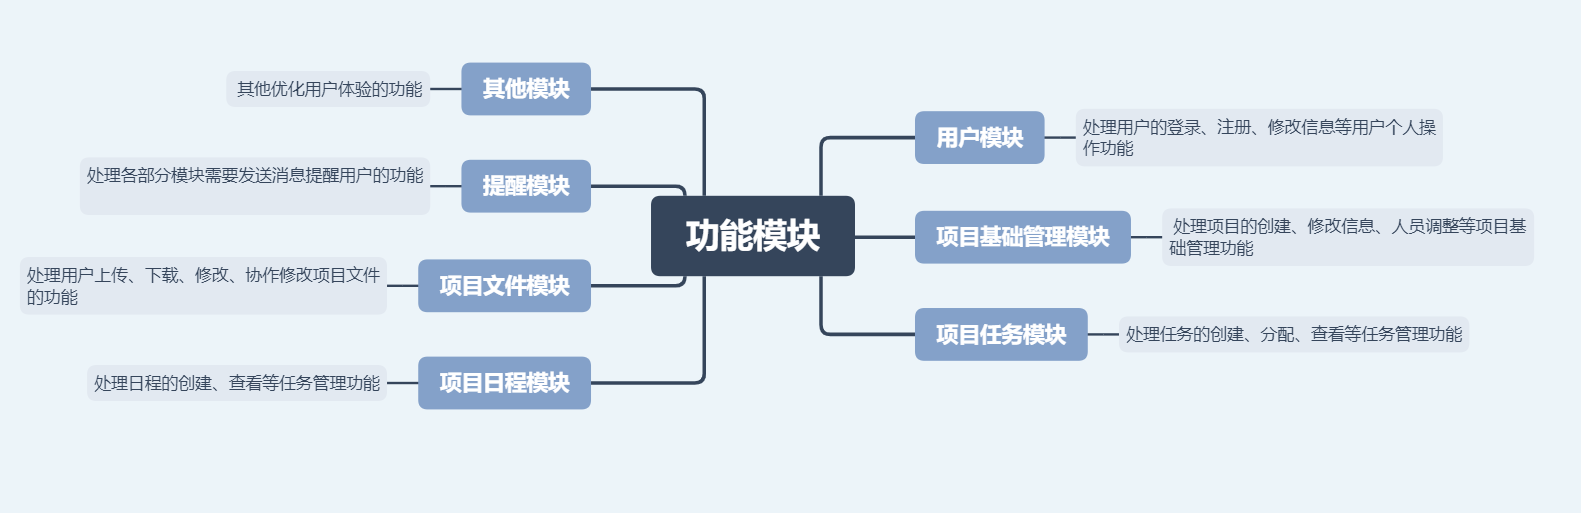 功能模块
用户模块
处理用户的登录、注册、修改信息等用户个人操
作功能
项目基础管理模块
处理项目的创建、修改信息、人员调整等项目基
础管理功能
项目任务模块
处理任务的创建、分配、查看等任务管理功能
其他模块
其他优化用户体验的功能
提醒模块
处理各部分模块需要发送消息提醒用户的功能
项目文件模块
处理用户上传、下载、修改、协作修改项目文件
的功能
项目日程模块
处理日程的创建、查看等任务管理功能